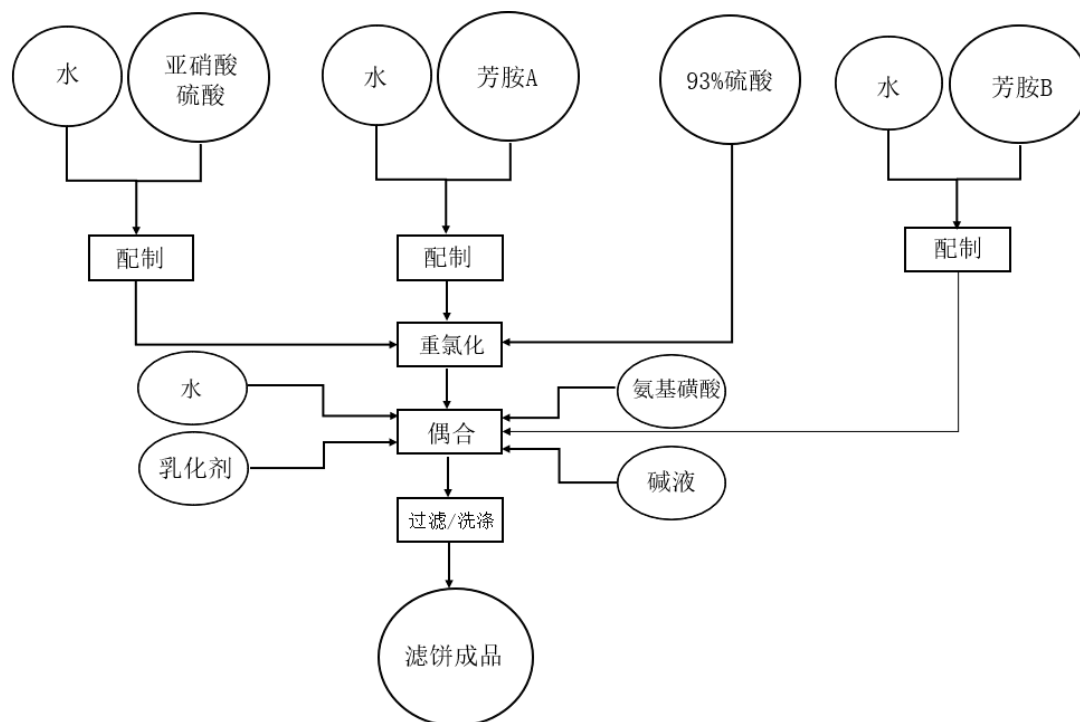 水
亚硝酸
硫酸
水
芳胺A
93%硫酸
水
芳胺B
配制
配制
配制
重氯化
水
氨基磺酸
偶合
乳化剂
碱液
过滤/洗涤
滤饼成品